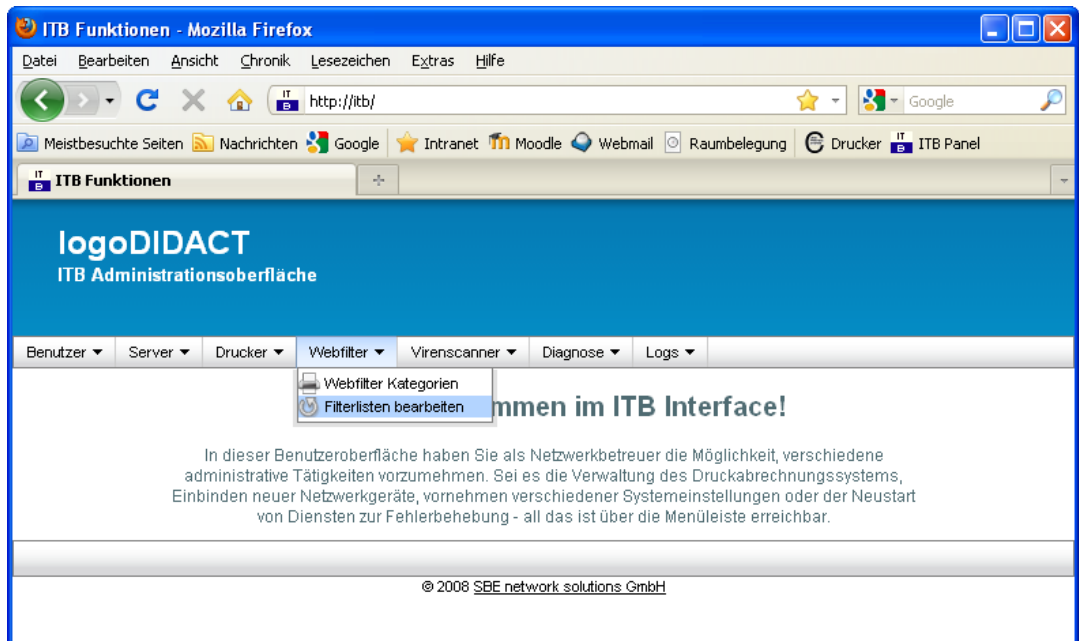 ITB Funktionen - Mozilla Firefox
Datei Bearbeiten Ansicht Chronik Lesezeichen Extras Hilfe
IT B http://itb/ Google
Meistbesuchte Seiten Nachrichten Google Intranet Moodle Webmail Raumbelegung Drucker IT B ITB Panel
IT B ITB Funktionen
logoDIDACT
ITB Administrationsoberfläche
Benutzer Server Drucker Webfilter Virenscanner Diagnose Logs
Webfilter Kategorien
Filterlisten bearbeiten
mmen im ITB Interface!
In dieser Benutzeroberfläche haben Sie als Netzwerkbetreuer die Möglichkeit, verschiedene
administrative Tätigkeiten vorzumehmen. Sei es die Verwaltung des Druckabrechnungssystems,
Einbinden neuer Netzwerkgeräte, vornehmen verschiedener Systemeinstellungen oder der Neustart
von Diensten zur Fehlerbehebung - all das ist über die Menüleiste erreichbar.
© 2008 SBE network solutions GmbH